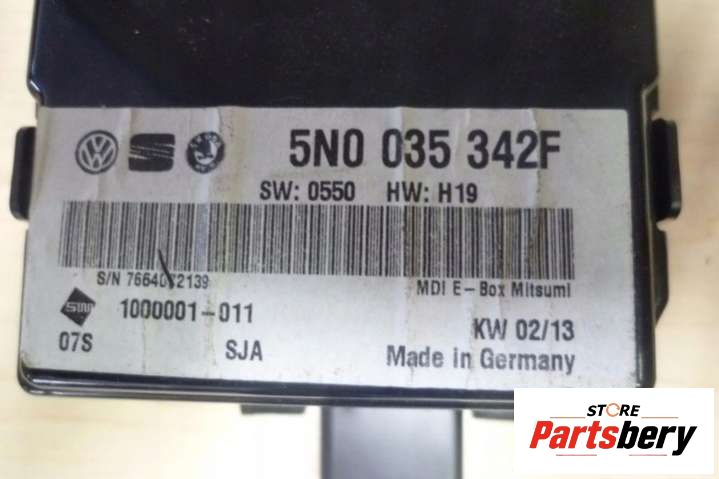 5N0 035 342F
SW: 0550 HW: H19
MDI E-Box Mitsumi
1000001-011
07S
SJA
KW 02/13
Made in Germany
STORE
Partsbery